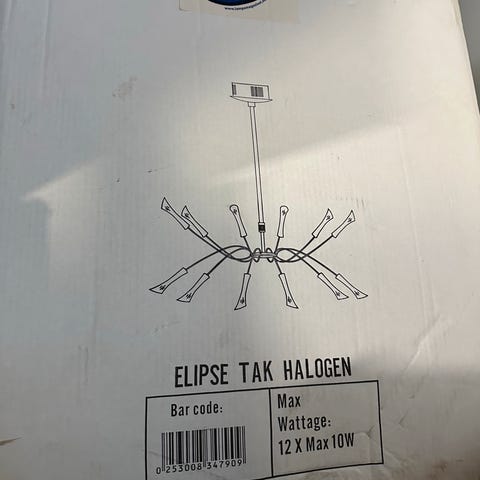 ELIPSE TAK HALOGEN
Bar code:
0 253008 347909
Max
Wattage:
12 X Max 10W